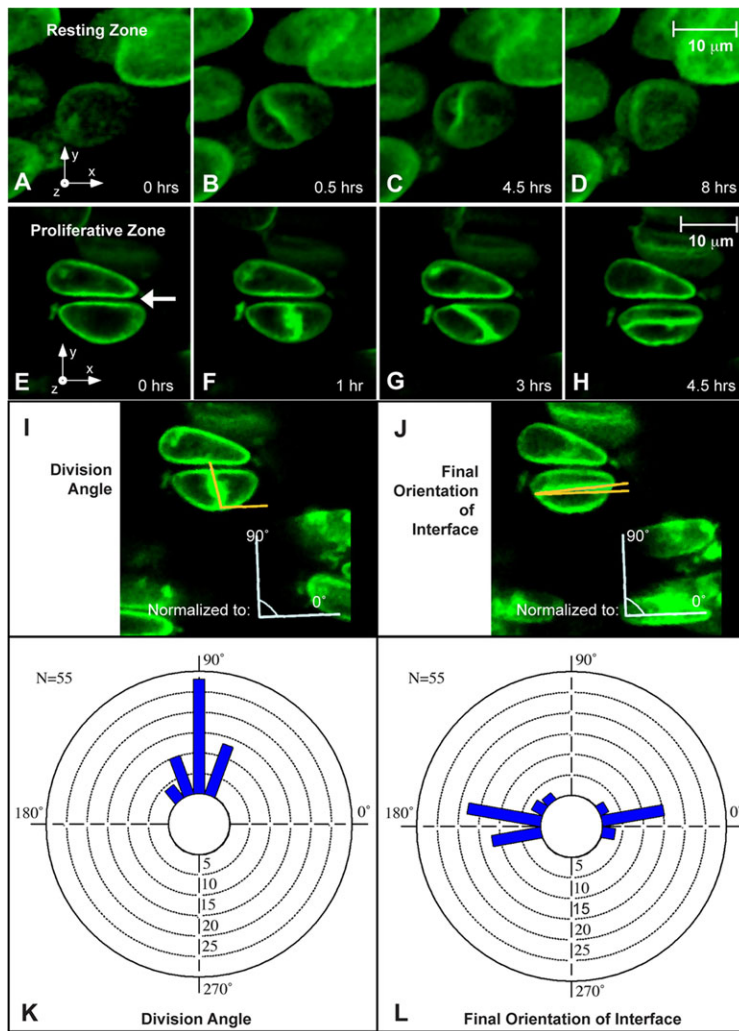 Resting Zone
10 μm
y
x
z
A
0 hrs
B
0.5 hrs
C
4.5 hrs
D
8 hrs
Proliferative Zone
10 μm
y
x
z
E
0 hrs
F
1 hr
G
3 hrs
H
4.5 hrs
I
Division
Angle
90˚
0˚
Normalized to:
J
Final
Orientation
of
Interface
90˚
0˚
Normalized to:
N=55
90˚
180˚
0˚
5
10
15
20
25
270˚
K
Division Angle
N=55
90˚
180˚
0˚
5
10
15
20
25
270˚
L
Final Orientation of Interface